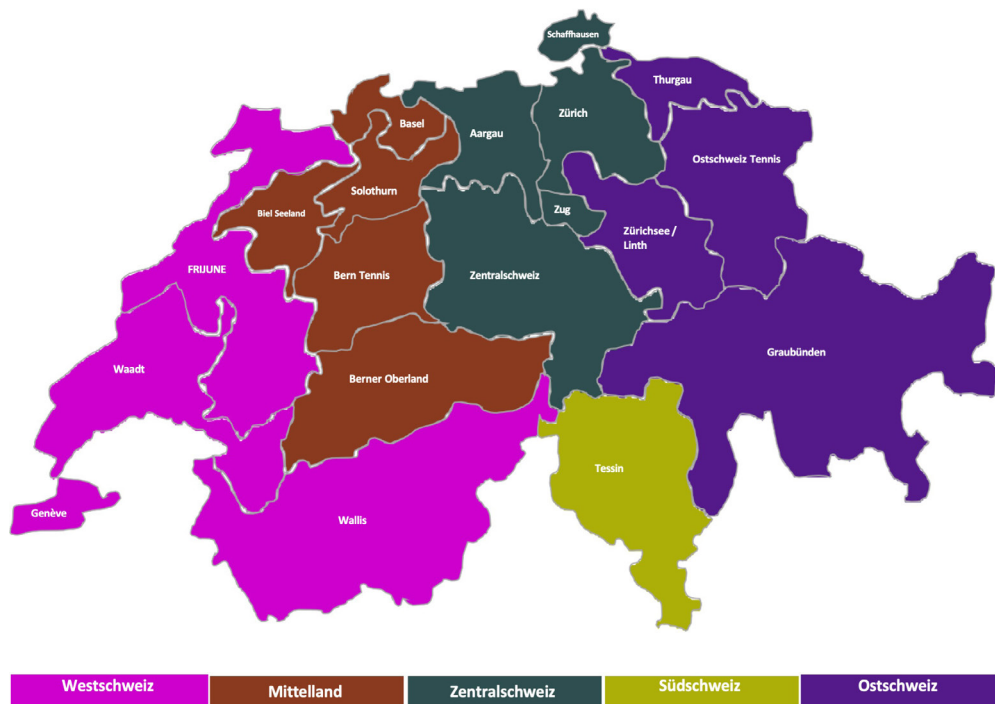 Schaffhausen
Thurgau
Basel
Aargau
Zürich
Ostschweiz Tennis
Solothurn
Biel Seeland
Zug
Zürichsee /
Linth
FRIJUNE
Bern Tennis
Zentralschweiz
Graubünden
Waadt
Berner Oberland
Tessin
Genève
Wallis
Westschweiz
Mittelland
Zentralschweiz
Südschweiz
Ostschweiz